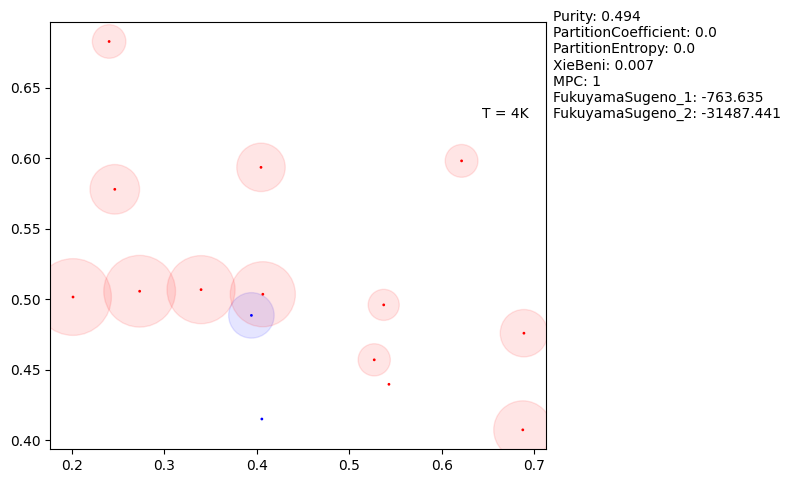 Purity: 0.494
PartitionCoefficient: 0.0
PartitionEntropy: 0.0
XieBeni: 0.007
MPC: 1
FukuyamaSugeno_1: -763.635
FukuyamaSugeno_2: -31487.441
T = 4K
0.65
0.60
0.55
0.50
0.45
0.40
0.2 0.3 0.4 0.5 0.6 0.7